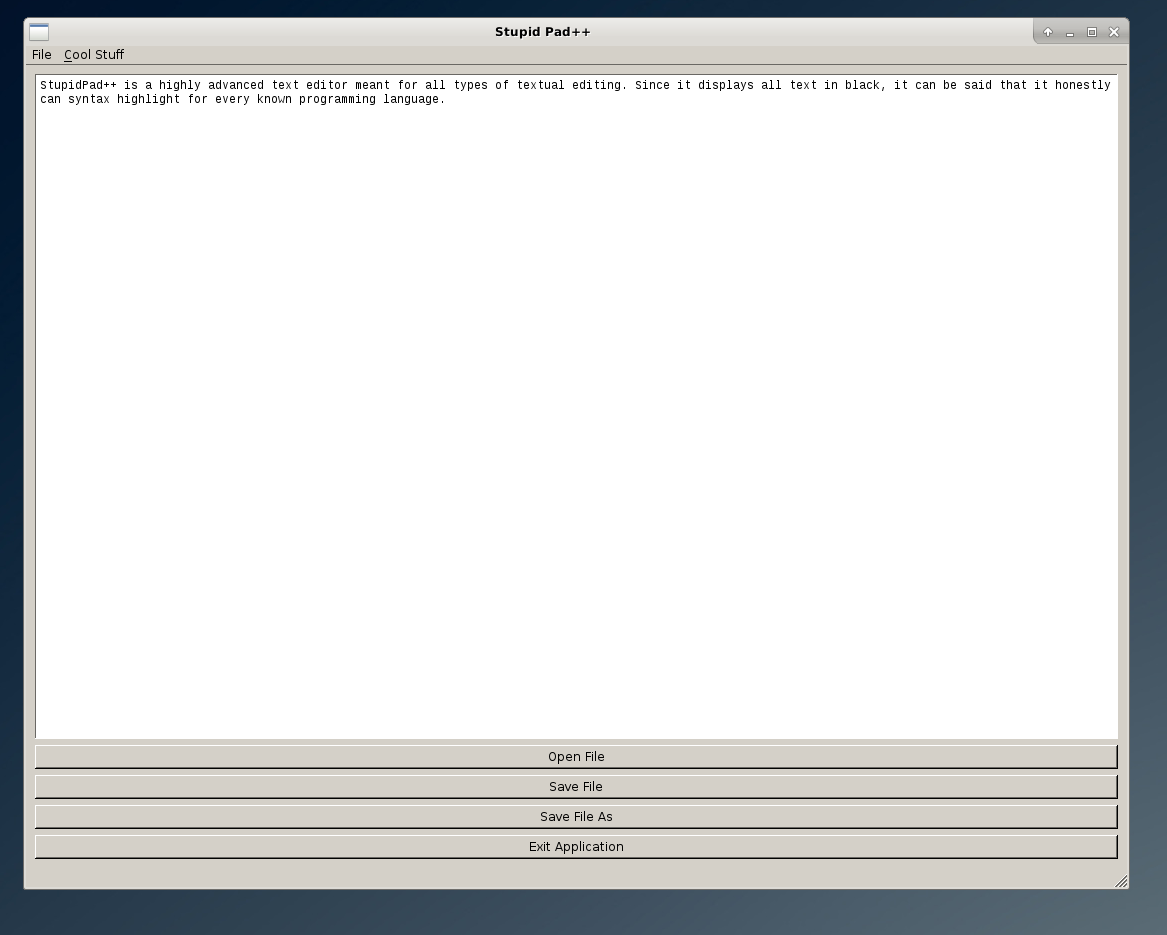 Stupid Pad++
File Cool Stuff
StupidPad++ is a highly advanced text editor meant for all types of textual editing. Since it displays all text in black, it can be said that it honestly
can syntax highlight for every known programming language.
Open File
Save File
Save File As
Exit Application